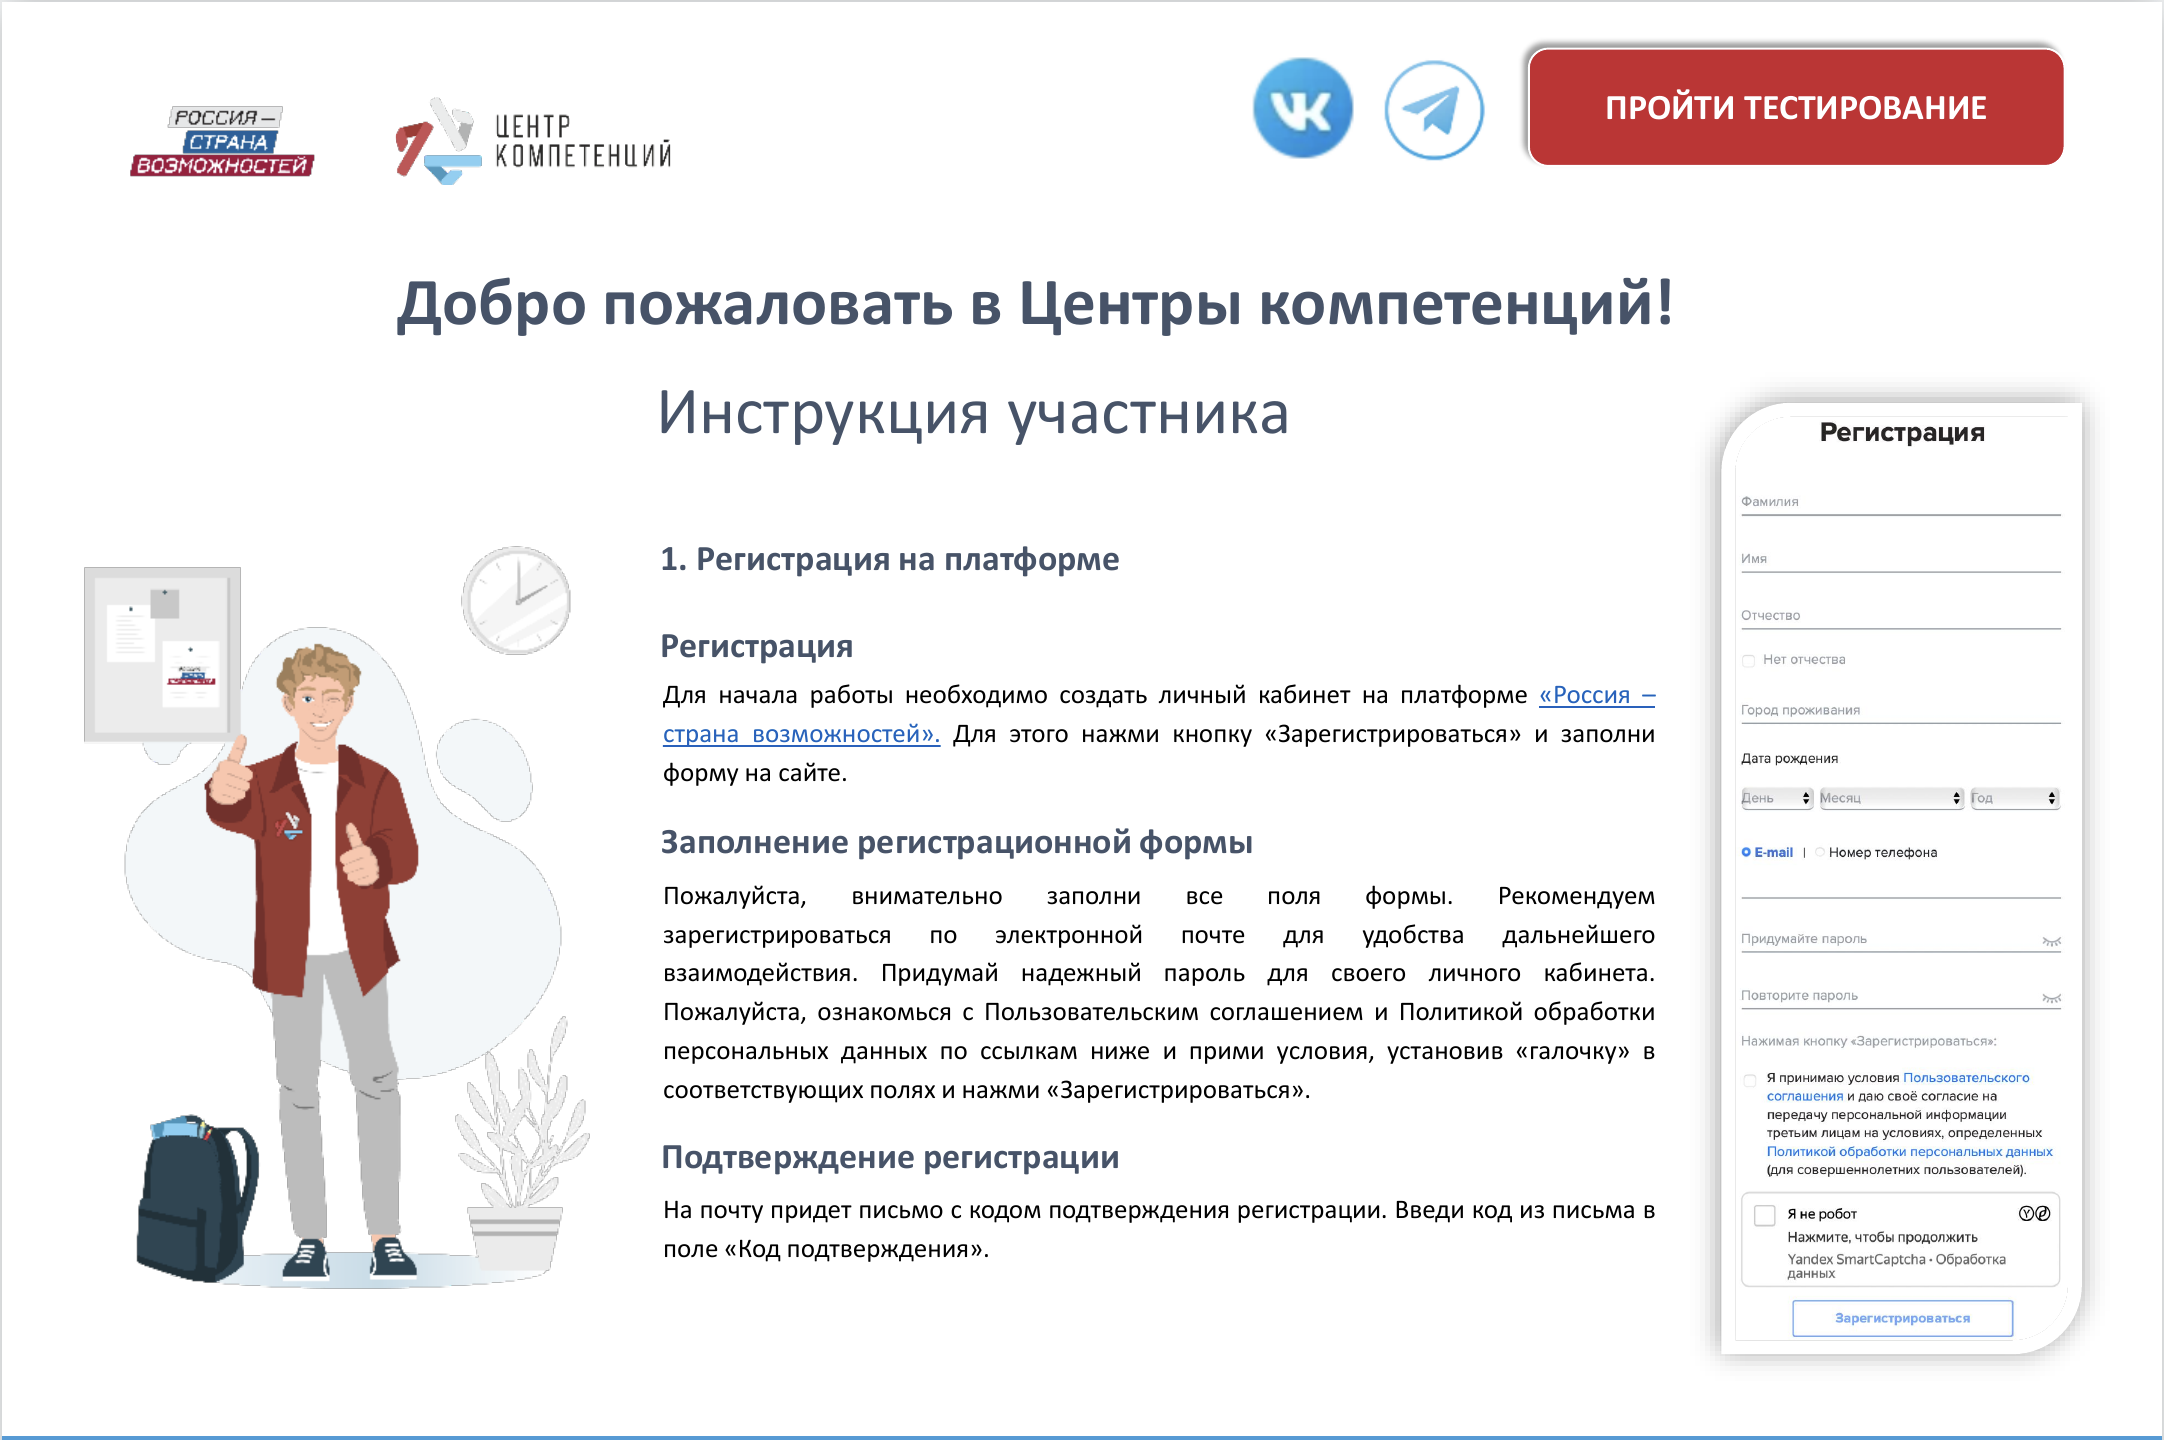 РОССИЯ –
СТРАНА
ВОЗМОЖНОСТЕЙ
ЦЕНТР
КОМПЕТЕНЦИЙ
ПРОЙТИ ТЕСТИРОВАНИЕ
Добро пожаловать в Центры компетенций!
Инструкция участника
1. Регистрация на платформе
Регистрация
Для начала работы необходимо создать личный кабинет на платформе «Россия –
страна возможностей». Для этого нажми кнопку «Зарегистрироваться» и заполни
форму на сайте.
Заполнение регистрационной формы
Пожалуйста, внимательно заполни все поля формы. Рекомендуем
зарегистрироваться по электронной почте для удобства дальнейшего
взаимодействия. Придумай надежный пароль для своего личного кабинета.
Пожалуйста, ознакомься с Пользовательским соглашением и Политикой обработки
персональных данных по ссылкам ниже и прими условия, установив «галочку» в
соответствующих полях и нажми «Зарегистрироваться».
Подтверждение регистрации
На почту придет письмо с кодом подтверждения регистрации. Введи код из письма в
поле «Код подтверждения».
Регистрация
Фамилия
Имя
Отчество
Нет отчества
Город проживания
Дата рождения
День Месяц Год
E-mail | Номер телефона
Придумайте пароль
Повторите пароль
Нажимая кнопку «Зарегистрироваться»:
Я принимаю условия Пользовательского
соглашения и даю своё согласие на
передачу персональной информации
третьим лицам на условиях, определенных
Политикой обработки персональных данных
(для совершеннолетних пользователей).
Я не робот
Нажмите, чтобы продолжить
Yandex SmartCaptcha • Обработка
данных
Зарегистрироваться